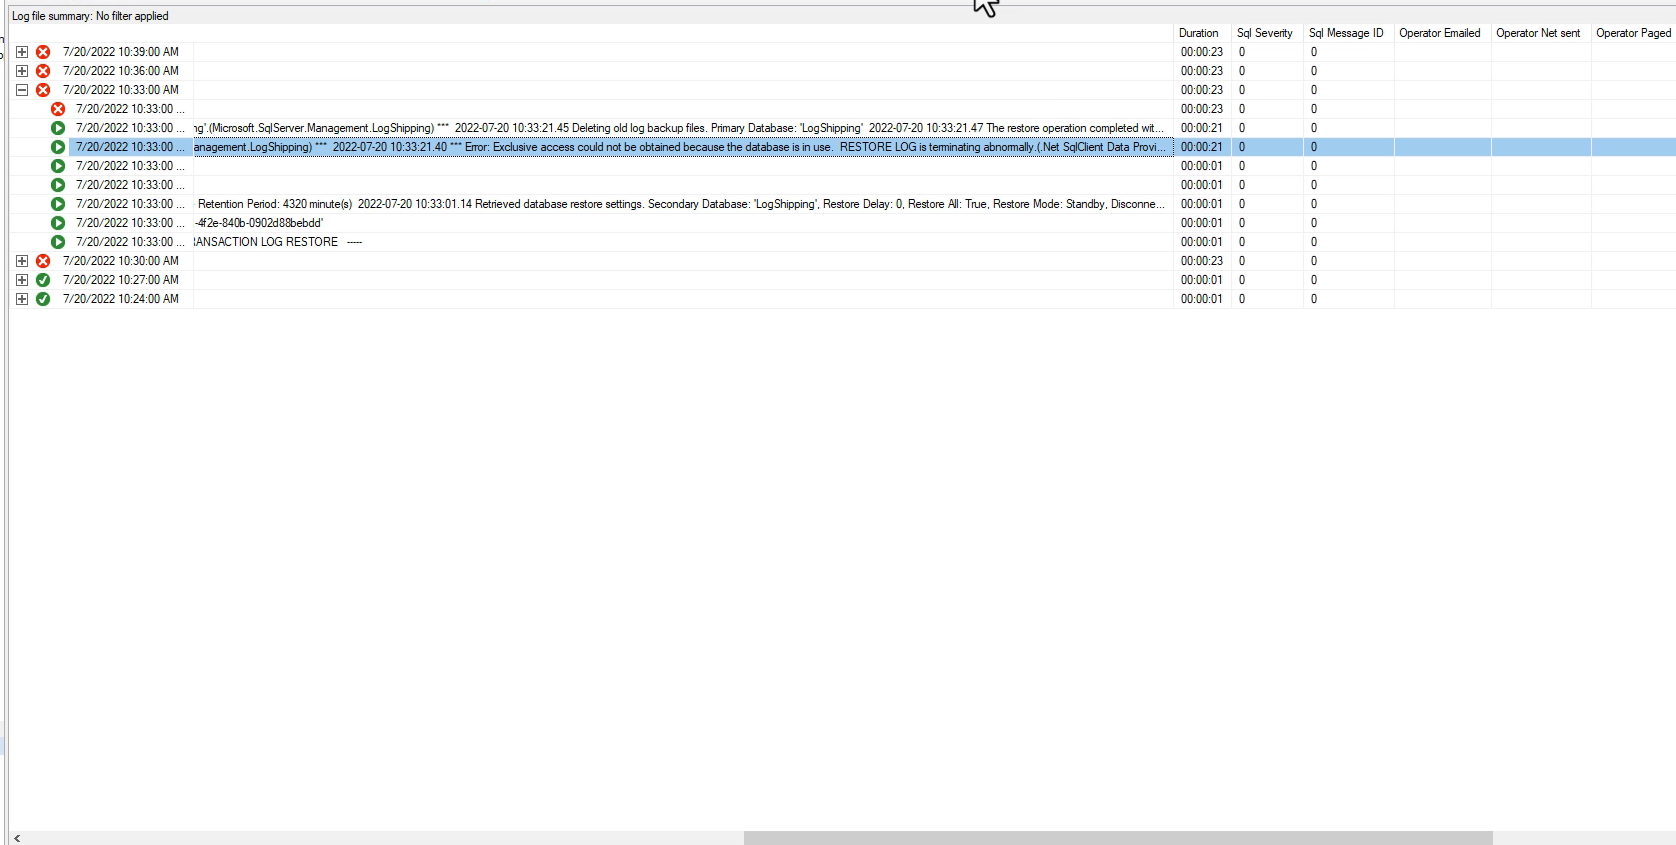 Log file summary: No filter applied
Duration Sql Severity Sql Message ID Operator Emailed Operator Net sent Operator Paged
7/20/2022 10:39:00 AM 00:00:23 0 0
7/20/2022 10:36:00 AM 00:00:23 0 0
7/20/2022 10:33:00 AM 00:00:23 0 0
7/20/2022 10:33:00 ... 00:00:23 0 0
7/20/2022 10:33:00 ... ng'.(Microsoft.SqlServer.Management.LogShipping) *** 2022-07-20 10:33:21.45 Deleting old log backup files. Primary Database: 'LogShipping' 2022-07-20 10:33:21.47 The restore operation completed wit... 00:00:21 0 0
7/20/2022 10:33:00 ... anagement.LogShipping) *** 2022-07-20 10:33:21.40 *** Error: Exclusive access could not be obtained because the database is in use. RESTORE LOG is terminating abnormally.(.Net SqlClient Data Provi... 00:00:21 0 0
7/20/2022 10:33:00 ... 00:00:01 0 0
7/20/2022 10:33:00 ... 00:00:01 0 0
7/20/2022 10:33:00 ... Retention Period: 4320 minute(s) 2022-07-20 10:33:01.14 Retrieved database restore settings. Secondary Database: 'LogShipping', Restore Delay: 0, Restore All: True, Restore Mode: Standby, Disconne... 00:00:01 0 0
7/20/2022 10:33:00 ... -4f2e-840b-0902d88bebdd' 00:00:01 0 0
7/20/2022 10:33:00 ... RANSACTION LOG RESTORE ----- 00:00:01 0 0
7/20/2022 10:30:00 AM 00:00:23 0 0
7/20/2022 10:27:00 AM 00:00:01 0 0
7/20/2022 10:24:00 AM 00:00:01 0 0